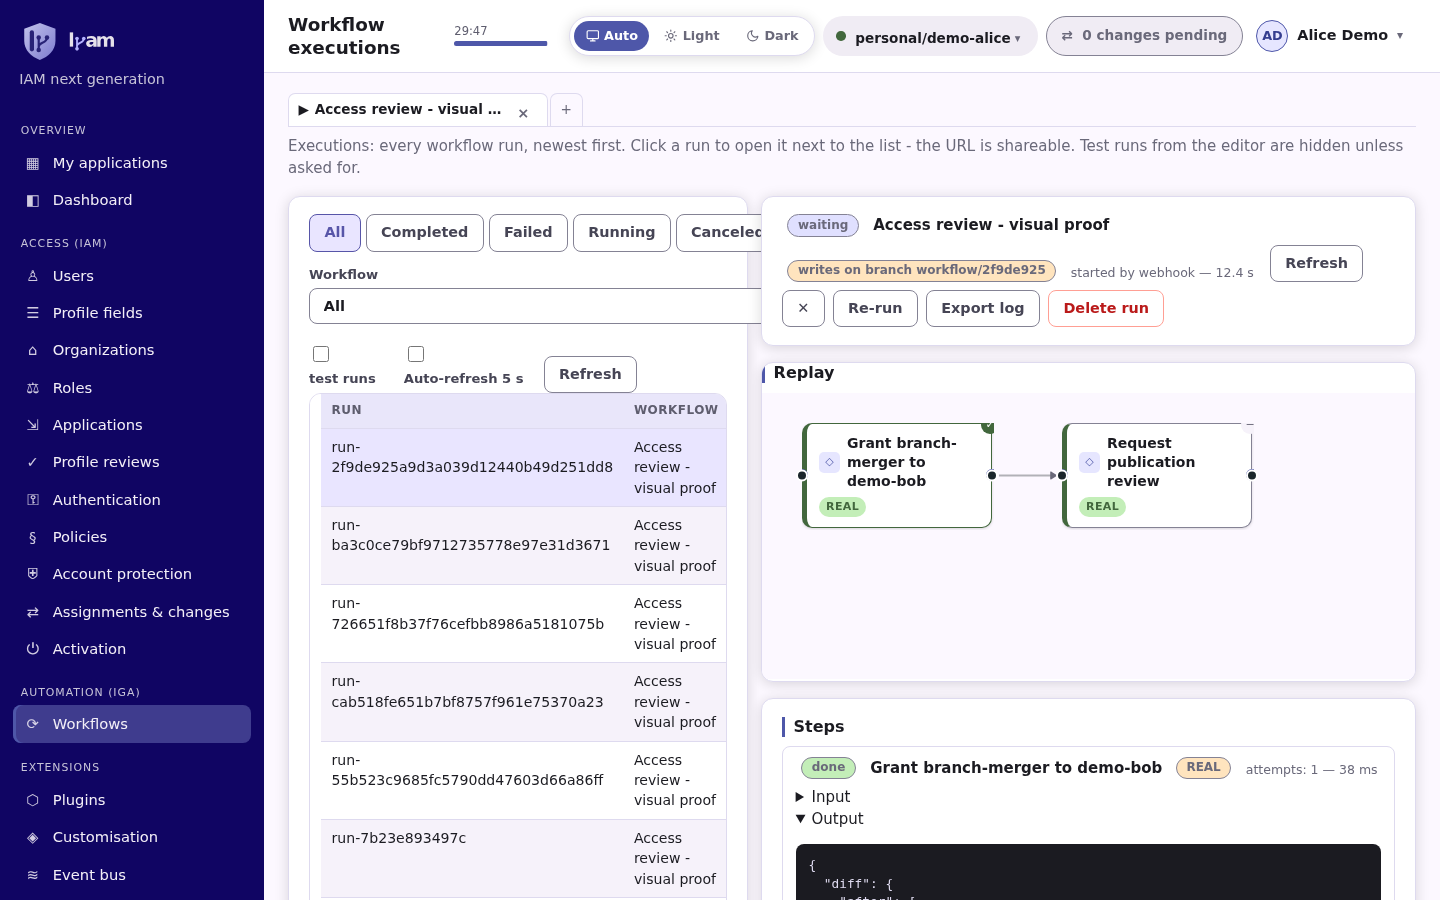 lyam
IAM next generation
OVERVIEW
My applications
Dashboard
ACCESS (IAM)
Users
Profile fields
Organizations
Roles
Applications
Profile reviews
Authentication
Policies
Account protection
Assignments & changes
Activation
AUTOMATION (IGA)
Workflows
EXTENSIONS
Plugins
Customisation
Event bus
Workflow
executions
29:47
Auto
Light
Dark
personal/demo-alice
0 changes pending
AD
Alice Demo
Access review - visual ...
+
Executions: every workflow run, newest first. Click a run to open it next to the list - the URL is shareable. Test runs from the editor are hidden unless
asked for.
All
Completed
Failed
Running
Canceled
Workflow
All
test runs
Auto-refresh 5 s
Refresh
RUN
WORKFLOW
run-
2f9de925a9d3a039d12440b49d251dd8
Access
review -
visual proof
run-
ba3c0ce79bf9712735778e97e31d3671
Access
review -
visual proof
run-
726651f8b37f76cefbb8986a5181075b
Access
review -
visual proof
run-
cab518fe651b7bf8757f961e75370a23
Access
review -
visual proof
run-
55b523c9685fc5790dd47603d66a86ff
Access
review -
visual proof
run-7b23e893497c
Access
review -
visual proof
waiting
Access review - visual proof
writes on branch workflow/2f9de925
started by webhook — 12.4 s
Refresh
Re-run
Export log
Delete run
Replay
Grant branch-
merger to
demo-bob
REAL
Request
publication
review
REAL
Steps
done
Grant branch-merger to demo-bob
REAL
attempts: 1 — 38 ms
Input
Output
{
"diff": {